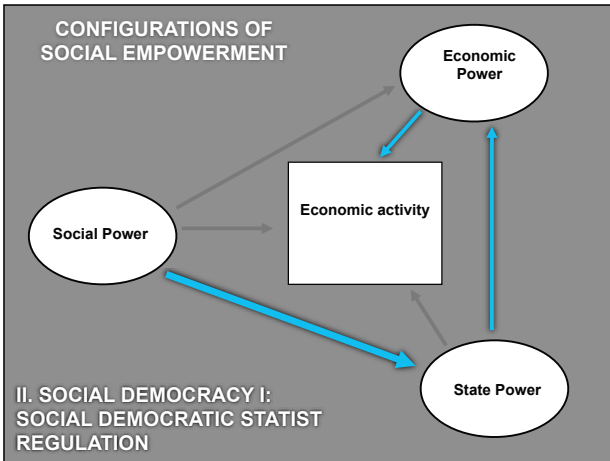 CONFIGURATIONS OF
SOCIAL EMPOWERMENT
Economic
Power
Economic activity
Social Power
State Power
II. SOCIAL DEMOCRACY I:
SOCIAL DEMOCRATIC STATIST
REGULATION